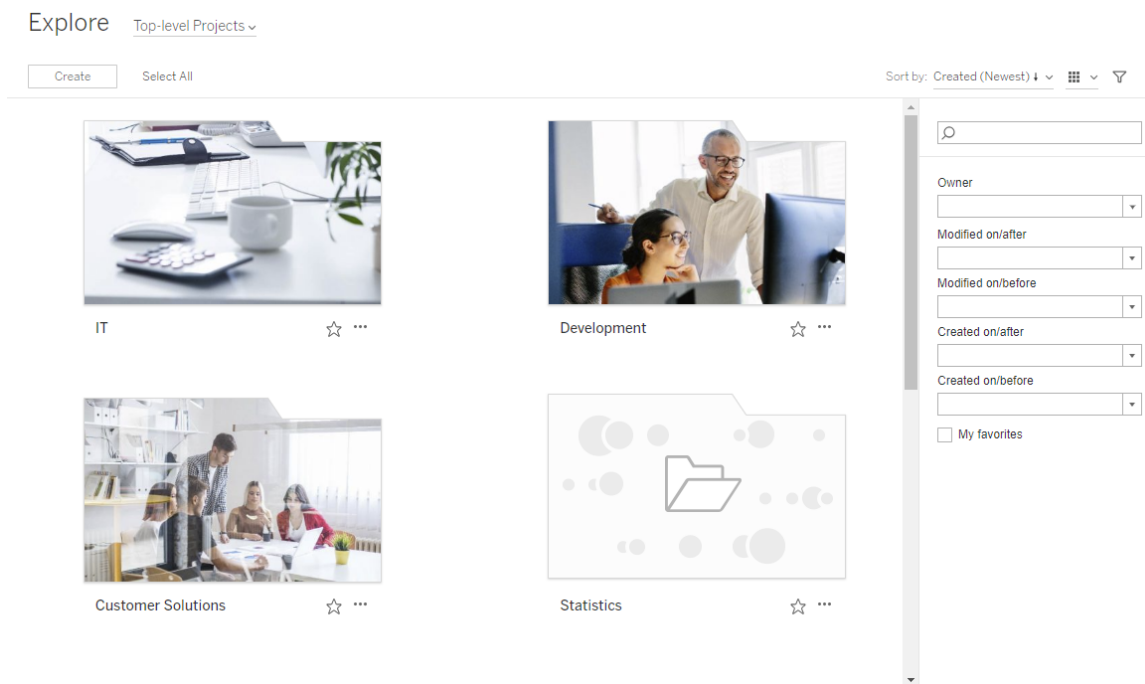 Explore Top-level Projects
Create Select All Sort by: Created (Newest)
Owner
Modified on/after
Modified on/before
Created on/after
Created on/before
My favorites
IT
Development
Customer Solutions
Statistics